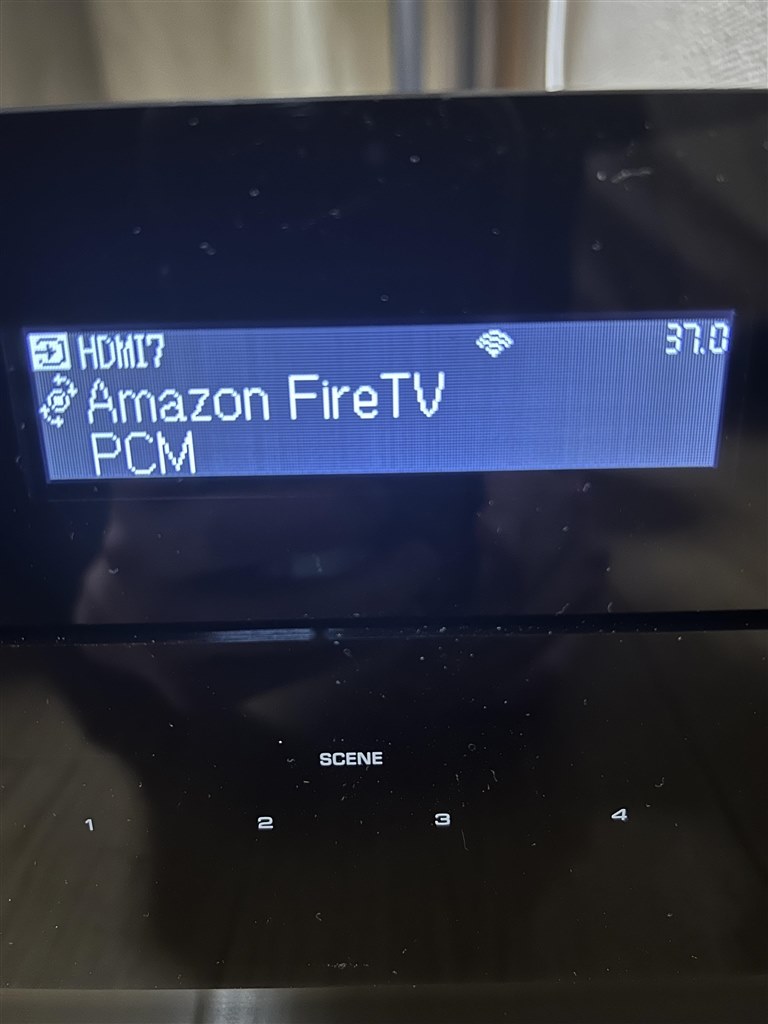 HDMI7 37.0
Amazon FireTV
PCM
SCENE
1 2 3 4